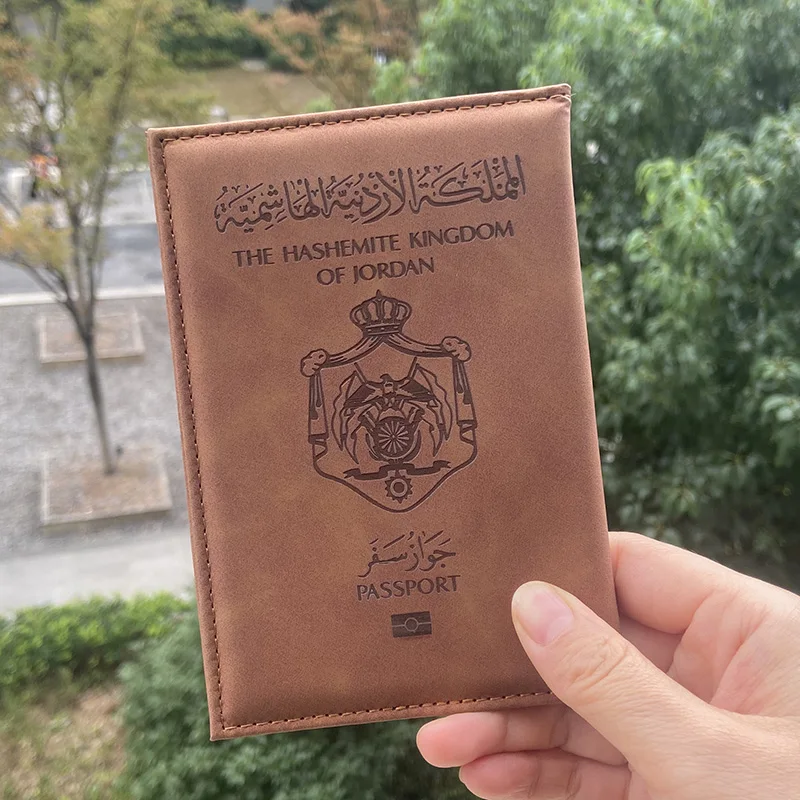 المملكة الأردنية الهاشمية
THE HASHEMITE KINGDOM
OF JORDAN
جواز سفر
PASSPORT